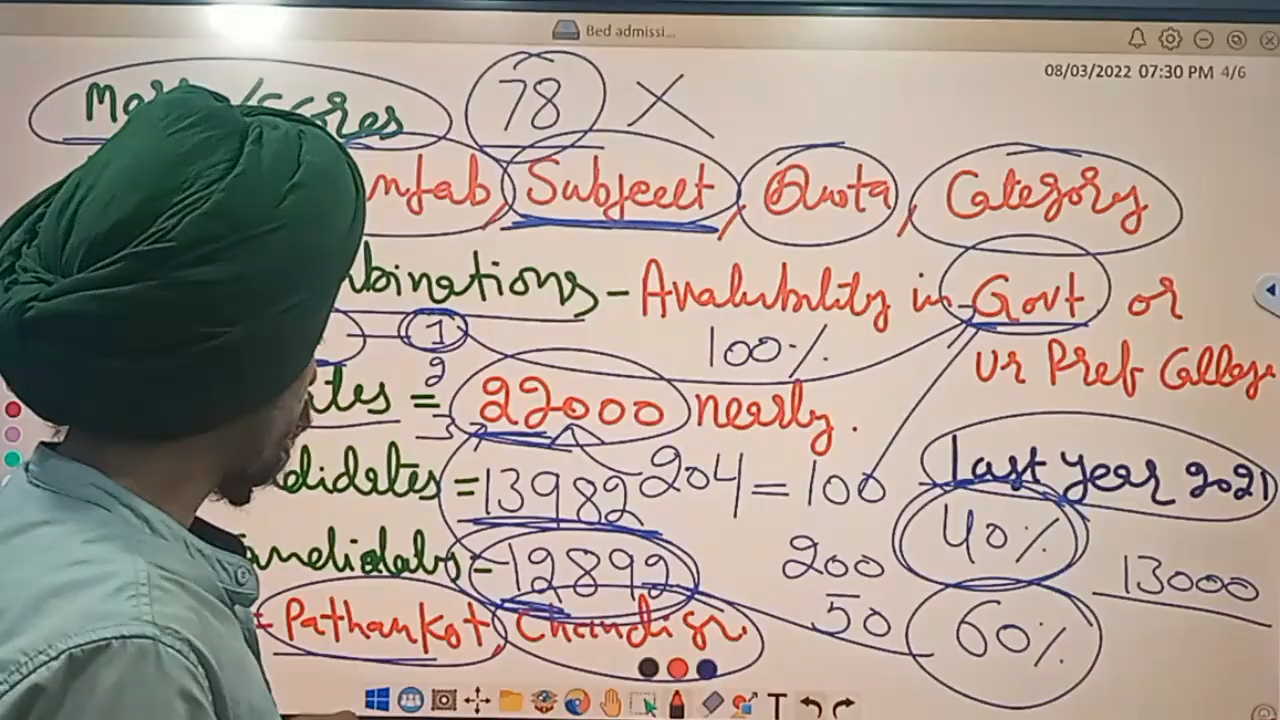 Bed admissi...
08/03/2022 07:30 PM 4/6
78 X
Subject, Quota, Category
Availability in Govt or
100%
ur Pref College
1
2
3
= 22000 nearly.
Last year 2021
= 13982 204 = 100
40%
- 12892 200
13000
= Pathankot, 50
60%
T